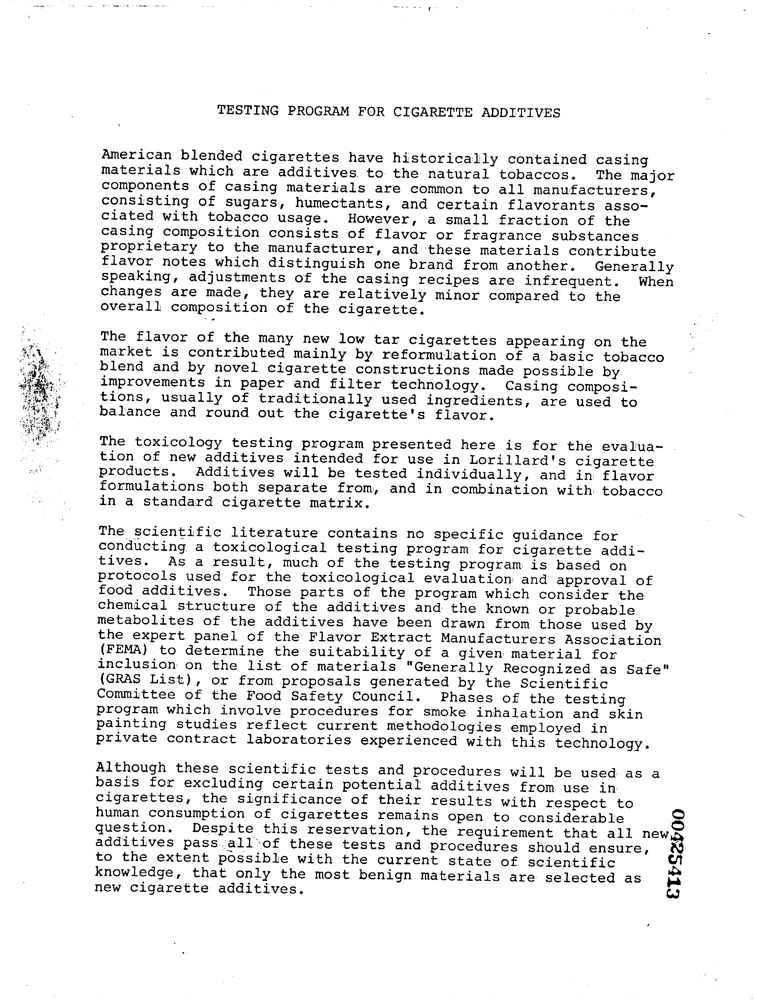 TESTING PROGRAM FOR CIGARETTE ADDITIVES
American blended cigarettes have historically contained casing
materials which are additives to the natural tobaccos. The major
components of casing materials are common to all manufacturers,
consisting of sugars, humectants, and certain flavorants asso-
ciated with tobacco usage. However, a small fraction of the
casing composition consists of flavor or fragrance substances
proprietary to the manufacturer, and these materials contribute
flavor notes which distinguish one brand from another. Generally
speaking, adjustments of the casing recipes are infrequent. When
changes are made, they are relatively minor compared to the
overall composition of the cigarette.
The flavor of the many new low tar cigarettes appearing on the
market is contributed mainly by reformulation of a basic tobacco
blend and by novel cigarette constructions made possible by
improvements in paper and filter technology. Casing composi-
tions, usually of traditionally used ingredients, are used to
balance and round out the cigarette's flavor.
The toxicology testing program presented here is for the evalua-
tion of new additives intended for use in Lorillard's cigarette
products. Additives will be tested individually, and in flavor
formulations both separate from, and in combination with tobacco
in a standard cigarette matrix.
The scientific literature contains no specific guidance for
conducting a toxicological testing program for cigarette addi-
tives. As a result, much of the testing program is based on
protocols used for the toxicological evaluation and approval of
food additives. Those parts of the program which consider the
chemical structure of the additives and the known or probable
metabolites of the additives have been drawn from those used by
the expert panel of the Flavor Extract Manufacturers Association
(FEMA) to determine the suitability of a given material for
inclusion on the list of materials "Generally Recognized as Safe"
(GRAS List), or from proposals generated by the Scientific
Committee of the Food Safety Council. Phases of the testing
program which involve procedures for smoke inhalation and skin
painting studies reflect current methodologies employed in
private contract laboratories experienced with this technology.
Although these scientific tests and procedures will be used as a
basis for excluding certain potential additives from use in
cigarettes, the significance of their results with respect to
human consumption of cigarettes remains open to considerable
question. Despite this reservation, the requirement that all new
additives pass all of these tests and procedures should ensure,
to the extent possible with the current state of scientific
knowledge, that only the most benign materials are selected as
new cigarette additives.
00425413